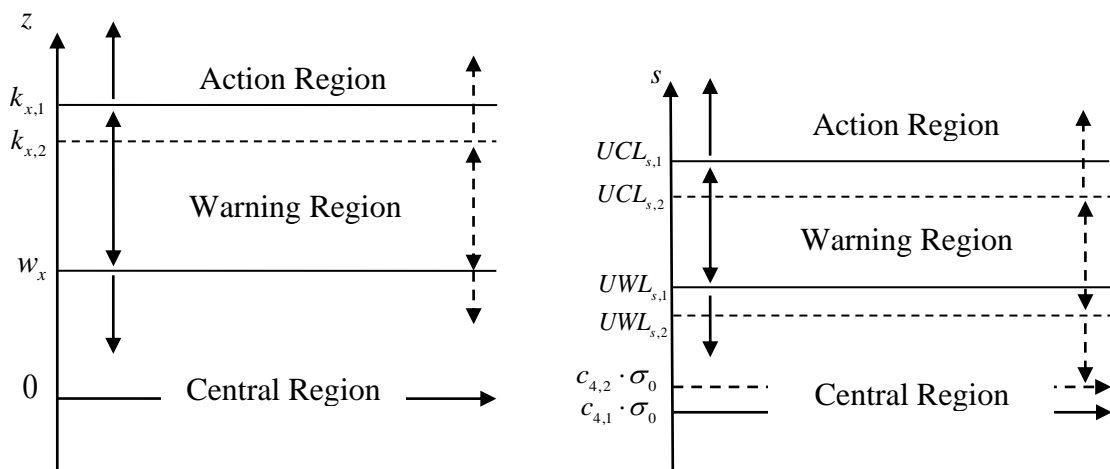 z
Action Region
k_{x,1}
k_{x,2}
Warning Region
w_x
0
Central Region
s
Action Region
UCL_{s,1}
UCL_{s,2}
Warning Region
UWL_{s,1}
UWL_{s,2}
c_{4,2} · σ_0
Central Region
c_{4,1} · σ_0